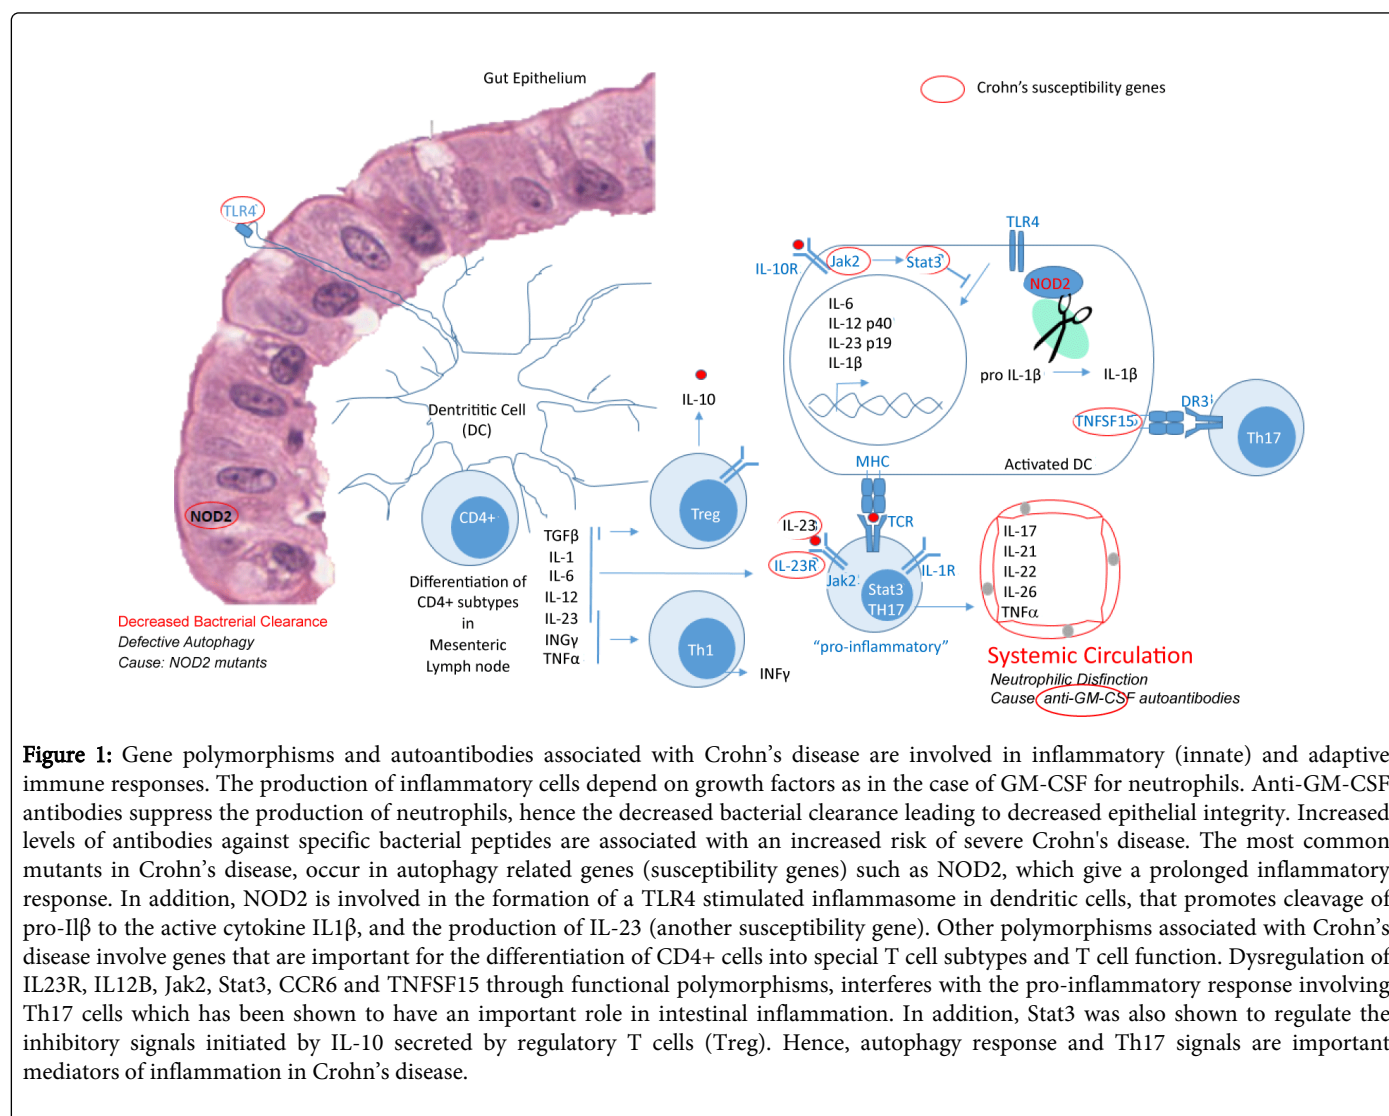 Gut Epithelium
Crohn's susceptibility genes
TLR4
TLR4
IL-10R
Jak2
Stat3
NOD2
IL-6
IL-12 p40
IL-23 p19
IL-1β
pro IL-1β
IL-1β
IL-10
Dentrititic Cell
(DC)
TNFSF15
DR3
Th17
Activated DC
MHC
NOD2
CD4+
Treg
TGFβ
IL-1
IL-6
IL-12
IL-23
INGγ
TNFα
IL-23
TCR
IL-23R
Jak2
IL-1R
Stat3
TH17
"pro-inflammatory"
IL-17
IL-21
IL-22
IL-26
TNFα
Differentiation of
CD4+ subtypes
in
Mesenteric
Lymph node
Th1
INFγ
Decreased Bactrerial Clearance
Defective Autophagy
Cause: NOD2 mutants
Systemic Circulation
Neutrophilic Disfinction
Cause anti-GM-CSF autoantibodies
Figure 1: Gene polymorphisms and autoantibodies associated with Crohn's disease are involved in inflammatory (innate) and adaptive
immune responses. The production of inflammatory cells depend on growth factors as in the case of GM-CSF for neutrophils. Anti-GM-CSF
antibodies suppress the production of neutrophils, hence the decreased bacterial clearance leading to decreased epithelial integrity. Increased
levels of antibodies against specific bacterial peptides are associated with an increased risk of severe Crohn's disease. The most common
mutants in Crohn's disease, occur in autophagy related genes (susceptibility genes) such as NOD2, which give a prolonged inflammatory
response. In addition, NOD2 is involved in the formation of a TLR4 stimulated inflammasome in dendritic cells, that promotes cleavage of
pro-Ilβ to the active cytokine IL1β, and the production of IL-23 (another susceptibility gene). Other polymorphisms associated with Crohn's
disease involve genes that are important for the differentiation of CD4+ cells into special T cell subtypes and T cell function. Dysregulation of
IL23R, IL12B, Jak2, Stat3, CCR6 and TNFSF15 through functional polymorphisms, interferes with the pro-inflammatory response involving
Th17 cells which has been shown to have an important role in intestinal inflammation. In addition, Stat3 was also shown to regulate the
inhibitory signals initiated by IL-10 secreted by regulatory T cells (Treg). Hence, autophagy response and Th17 signals are important
mediators of inflammation in Crohn's disease.